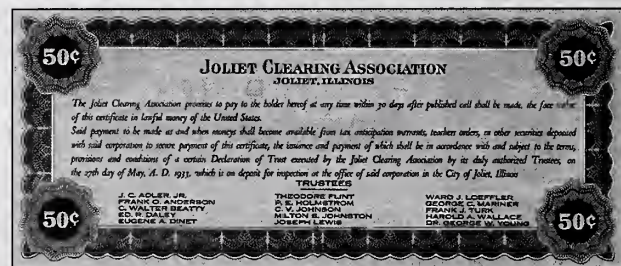 50¢ 50¢
JOLIET CLEARING ASSOCIATION
JOLIET, ILLINOIS
The Joliet Clearing Association promises to pay to the holder hereof at any time within 30 days after published call shall be made, the face value
of this certificate in lawful money of the United States.
Said payment to be made as and when moneys shall become available from tax anticipation warrants, teachers orders, or other securities deposed
with said corporation to secure payment of this certificate, the issuance and payment of which shall be in accordance with and subject to the terms,
provisions and conditions of a certain Declaration of Trust executed by the Joliet Clearing Association by its duly authorized Trustees, on
the 27th day of May, A. D. 1933, which is on deposit for inspection at the office of said corporation in the City of Joliet, Illinois
TRUSTEES
J. C. ADLER, JR. THEODORE FLINT WARD J. LOEFFLER
FRANK O. ANDERSON P. E. HOLMSTROM GEORGE C. MARINER
C. WALTER BEATTY C. V. JOHNSON FRANK J. TURK
ED. R. DALEY MILTON E. JOHNSTON HAROLD A. WALLACE
EUGENE A. DINET JOSEPH LEWIS DR. GEORGE W. YOUNG
50¢ 50¢